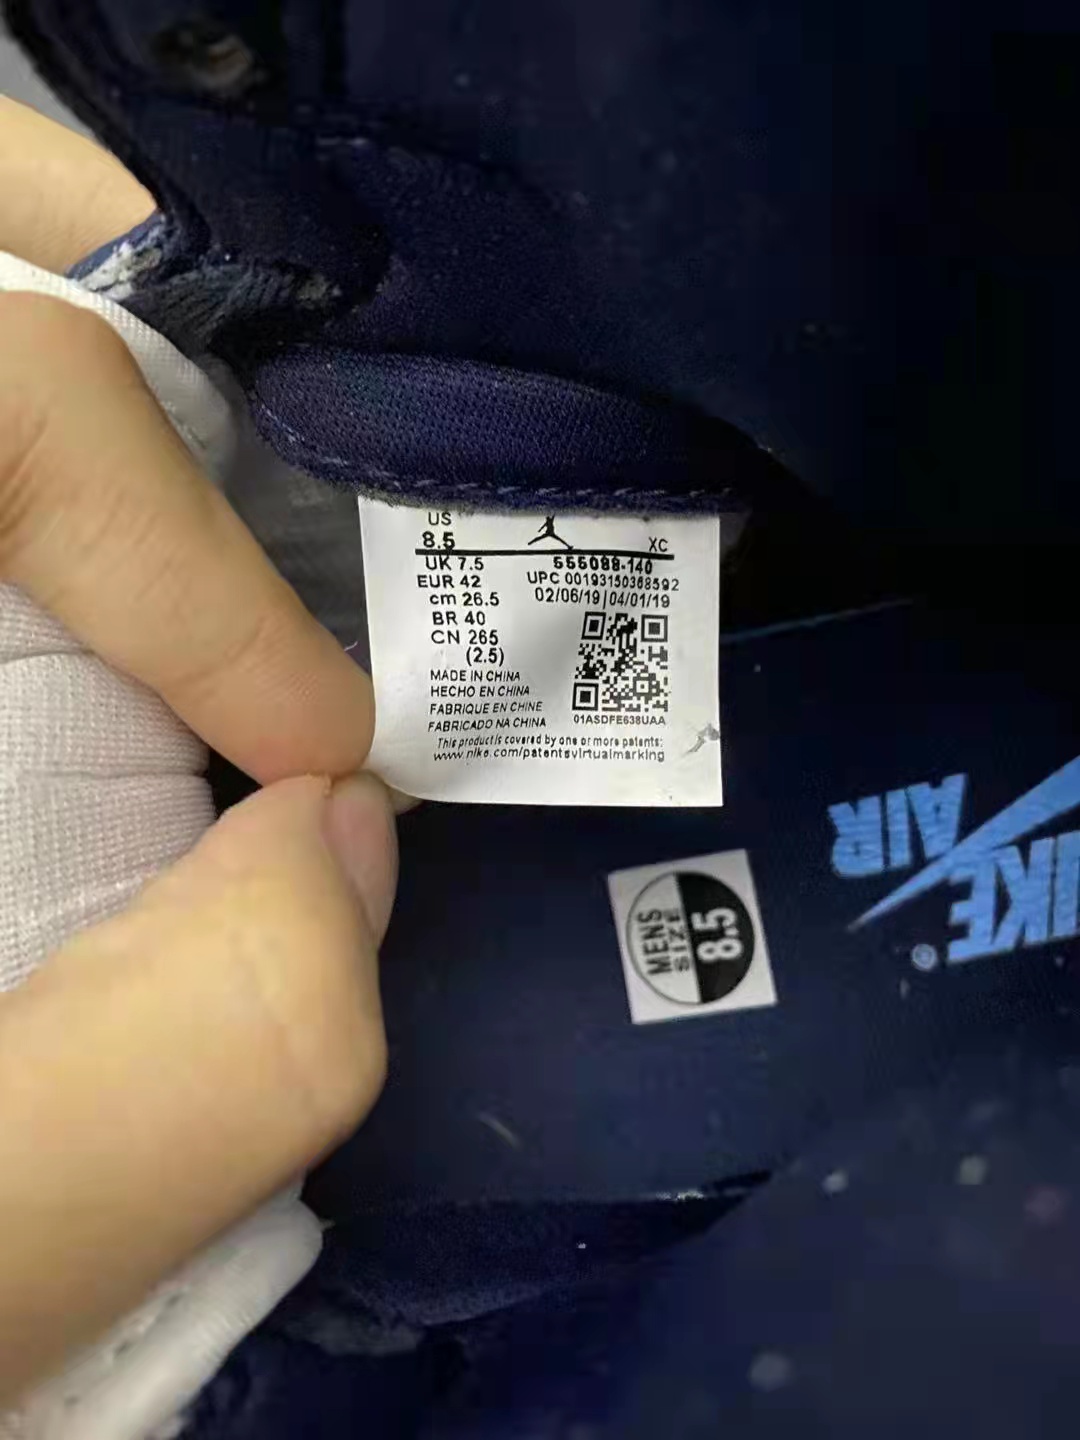 US
8.5 XC
UK 7.5 555088-140
EUR 42 UPC 00193150368592
cm 26.5 02/06/19|04/01/19
BR 40
CN 265
(2.5)
MADE IN CHINA
HECHO EN CHINA
FABRIQUE EN CHINE
FABRICADO NA CHINA
01ASDFE638UAA
This product is covered by one or more patents:
www.nike.com/patentsvirtualmarking
MENS
SIZE
8.5
NIKE®
AIR